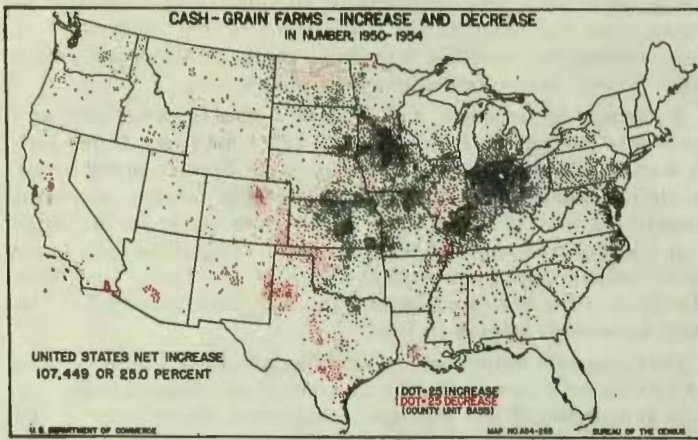 CASH-GRAIN FARMS-INCREASE AND DECREASE
IN NUMBER, 1950-1954
UNITED STATES NET INCREASE
107,449 OR 25.0 PERCENT
1 DOT=25 INCREASE
1 DOT=25 DECREASE
(COUNTY UNIT BASIS)
U. S. DEPARTMENT OF COMMERCE
MAP NO. A54-266
BUREAU OF THE CENSUS